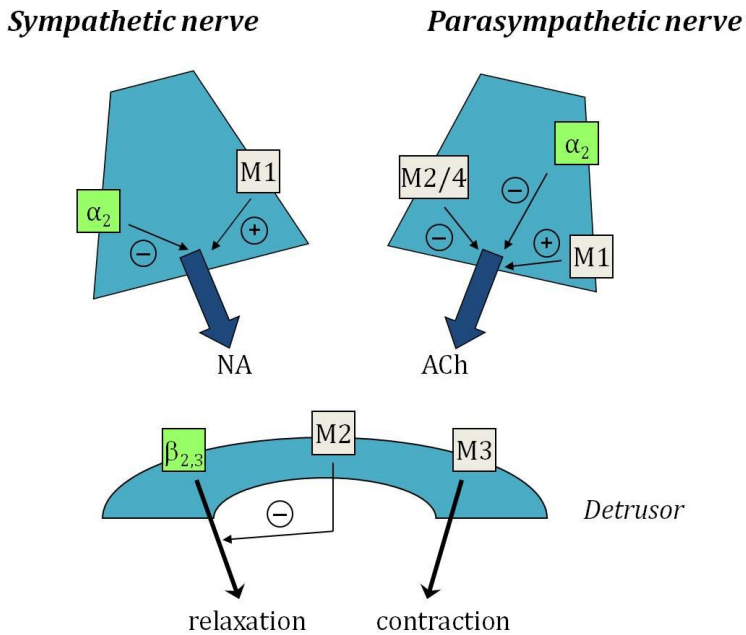 Sympathetic nerve
Parasympathetic nerve
α₂
M1
−
+
NA
M2/4
α₂
−
−
+
M1
ACh
β₂,₃
M2
M3
−
Detrusor
relaxation
contraction